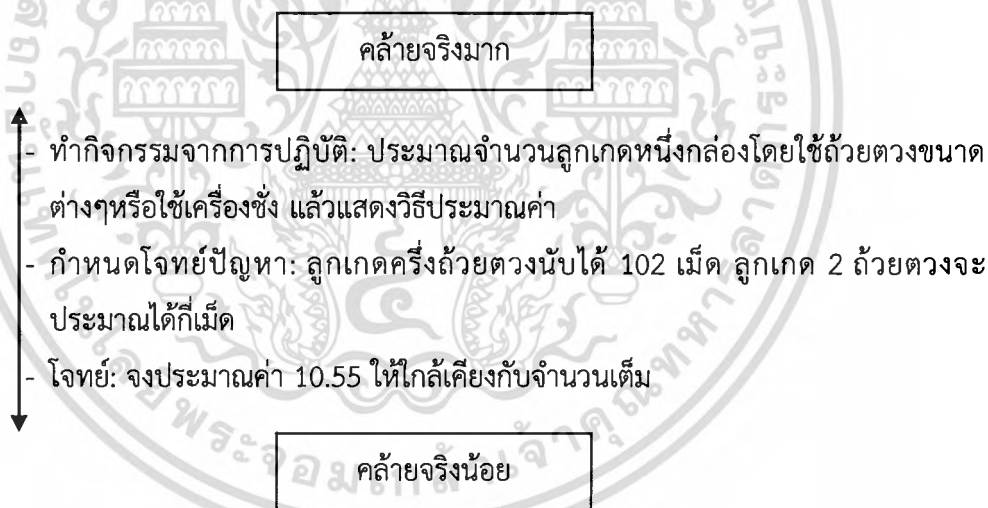 คล้ายจริงมาก
- ทำกิจกรรมจากการปฏิบัติ: ประมาณจำนวนลูกเกดหนึ่งกล่องโดยใช้ถ้วยตวงขนาด
ต่างๆหรือใช้เครื่องชั่ง แล้วแสดงวิธีประมาณค่า
- กำหนดโจทย์ปัญหา: ลูกเกดครึ่งถ้วยตวงนับได้ 102 เม็ด ลูกเกด 2 ถ้วยตวงจะ
ประมาณได้กี่เม็ด
- โจทย์: จงประมาณค่า 10.55 ให้ใกล้เคียงกับจำนวนเต็ม
คล้ายจริงน้อย